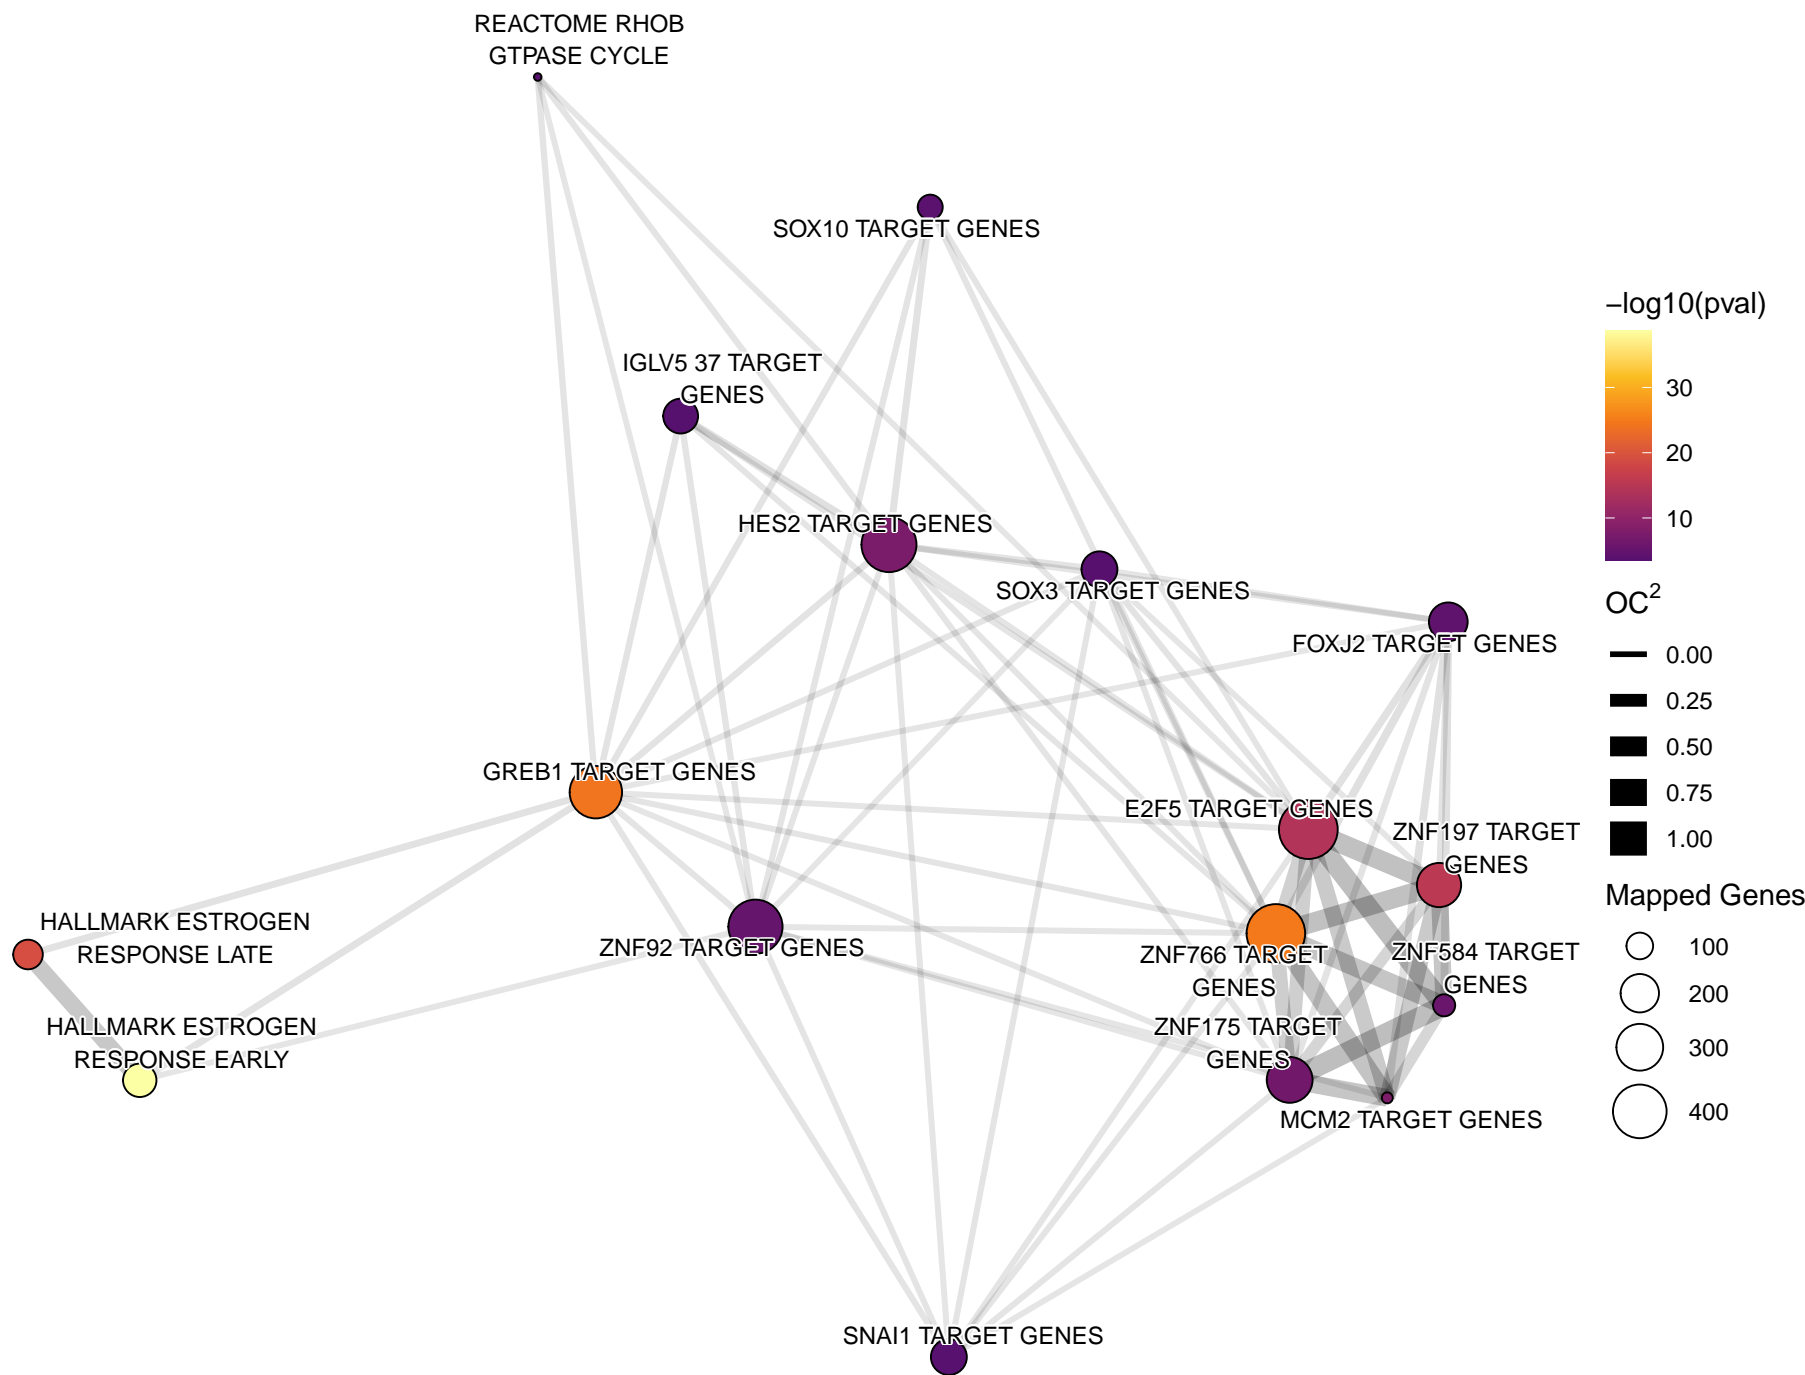 REACTOME RHOB
GTPASE CYCLE
SOX10 TARGET GENES
IGLV5 37 TARGET
GENES
HES2 TARGET GENES
SOX3 TARGET GENES
FOXJ2 TARGET GENES
GREB1 TARGET GENES
E2F5 TARGET GENES
ZNF197 TARGET
GENES
HALLMARK ESTROGEN
RESPONSE LATE
ZNF92 TARGET GENES
ZNF766 TARGET
GENES
ZNF584 TARGET
GENES
HALLMARK ESTROGEN
RESPONSE EARLY
ZNF175 TARGET
GENES
MCM2 TARGET GENES
SNAI1 TARGET GENES
−log10(pval)
30
20
10
OC²
0.00
0.25
0.50
0.75
1.00
Mapped Genes
100
200
300
400